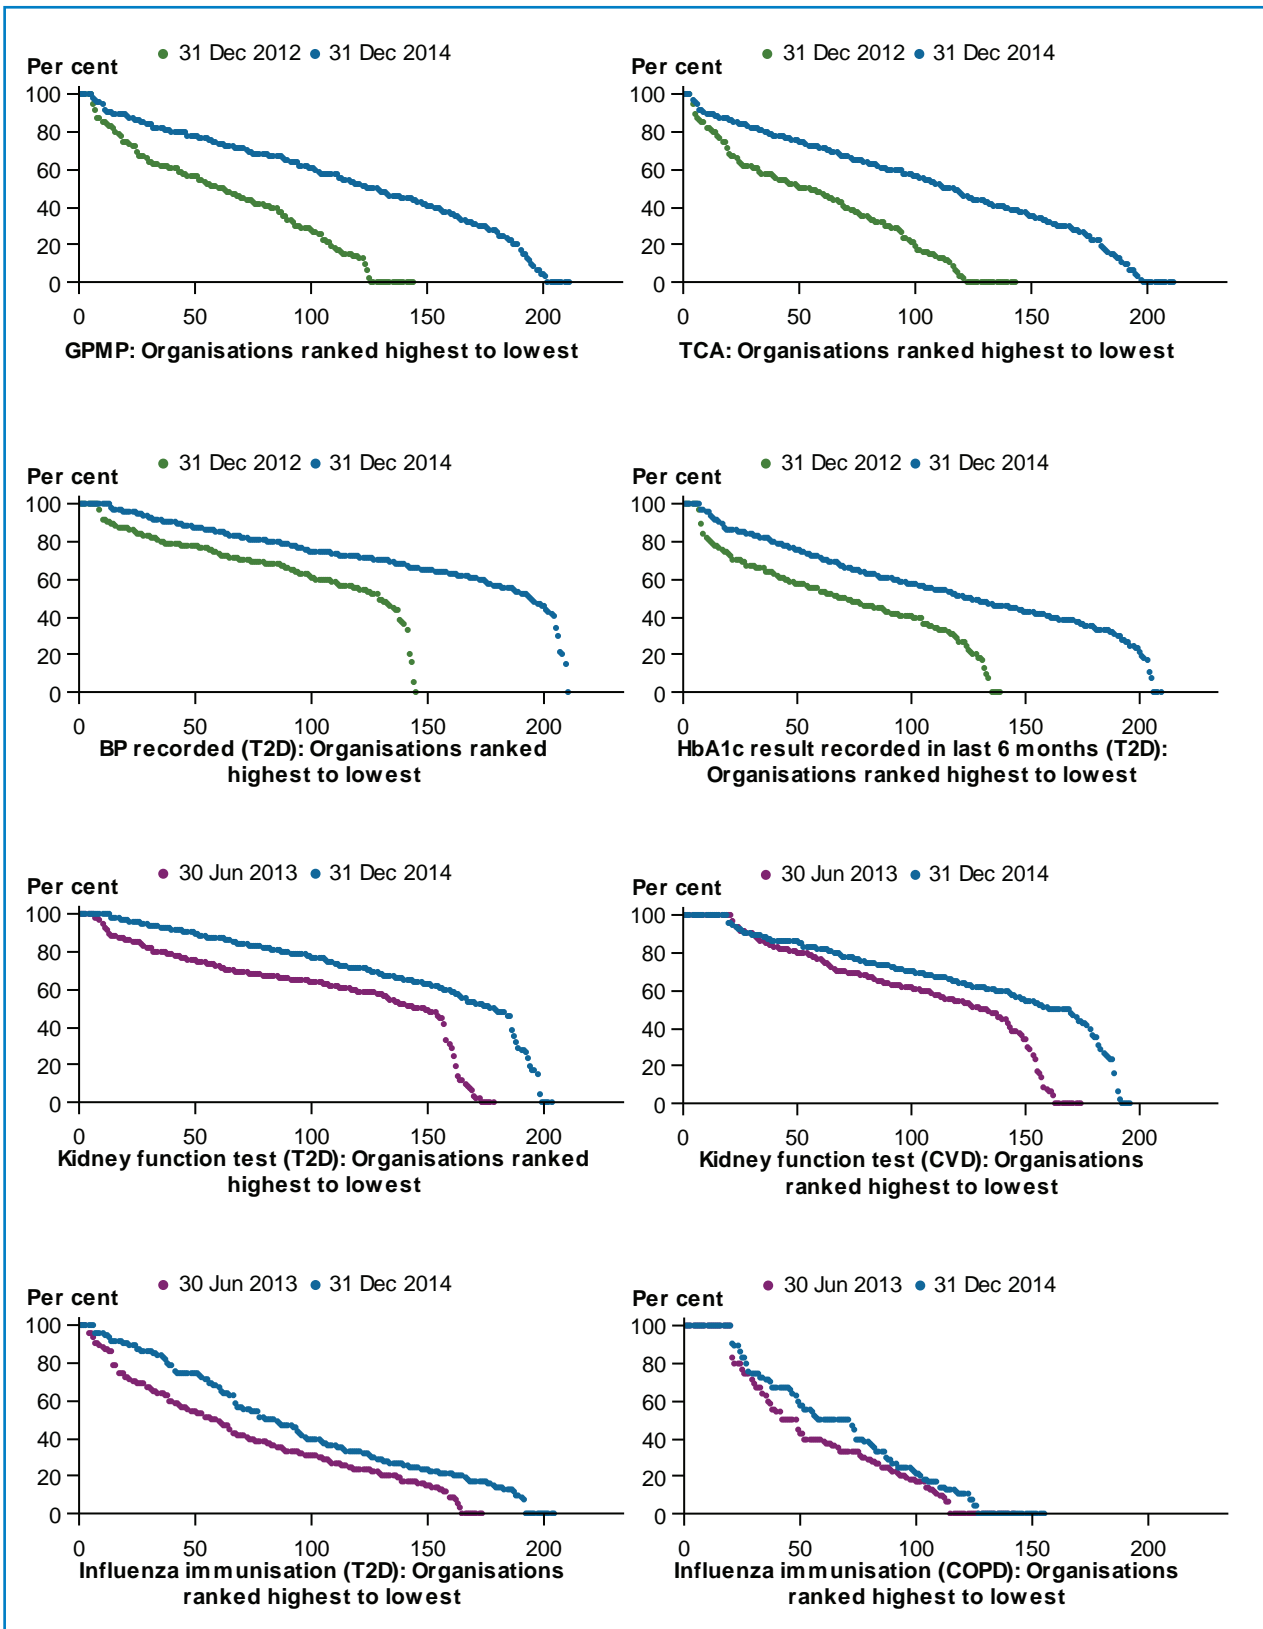 31 Dec 2012 31 Dec 2014
Per cent
100
80
60
40
20
0
0 50 100 150 200
GPMP: Organisations ranked highest to lowest
31 Dec 2012 31 Dec 2014
Per cent
100
80
60
40
20
0
0 50 100 150 200
TCA: Organisations ranked highest to lowest
31 Dec 2012 31 Dec 2014
Per cent
100
80
60
40
20
0
0 50 100 150 200
BP recorded (T2D): Organisations ranked
highest to lowest
31 Dec 2012 31 Dec 2014
Per cent
100
80
60
40
20
0
0 50 100 150 200
HbA1c result recorded in last 6 months (T2D):
Organisations ranked highest to lowest
30 Jun 2013 31 Dec 2014
Per cent
100
80
60
40
20
0
0 50 100 150 200
Kidney function test (T2D): Organisations ranked
highest to lowest
30 Jun 2013 31 Dec 2014
Per cent
100
80
60
40
20
0
0 50 100 150 200
Kidney function test (CVD): Organisations
ranked highest to lowest
30 Jun 2013 31 Dec 2014
Per cent
100
80
60
40
20
0
0 50 100 150 200
Influenza immunisation (T2D): Organisations
ranked highest to lowest
30 Jun 2013 31 Dec 2014
Per cent
100
80
60
40
20
0
0 50 100 150 200
Influenza immunisation (COPD): Organisations
ranked highest to lowest